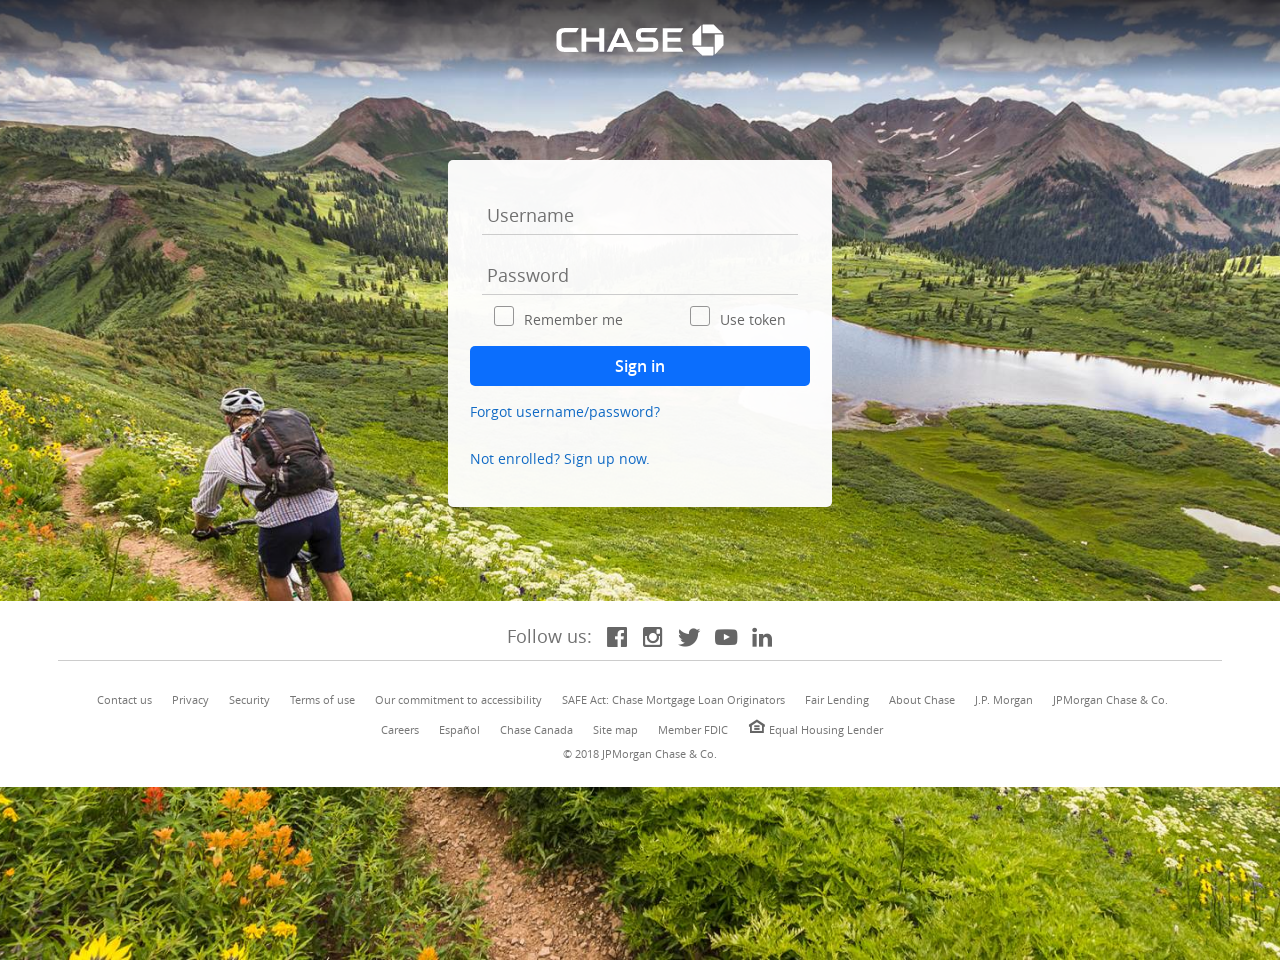 CHASE
Username
Password
Remember me Use token
Sign in
Forgot username/password?
Not enrolled? Sign up now.
Follow us:
Contact us Privacy Security Terms of use Our commitment to accessibility SAFE Act: Chase Mortgage Loan Originators Fair Lending About Chase J.P. Morgan JPMorgan Chase & Co.
Careers Español Chase Canada Site map Member FDIC Equal Housing Lender
© 2018 JPMorgan Chase & Co.